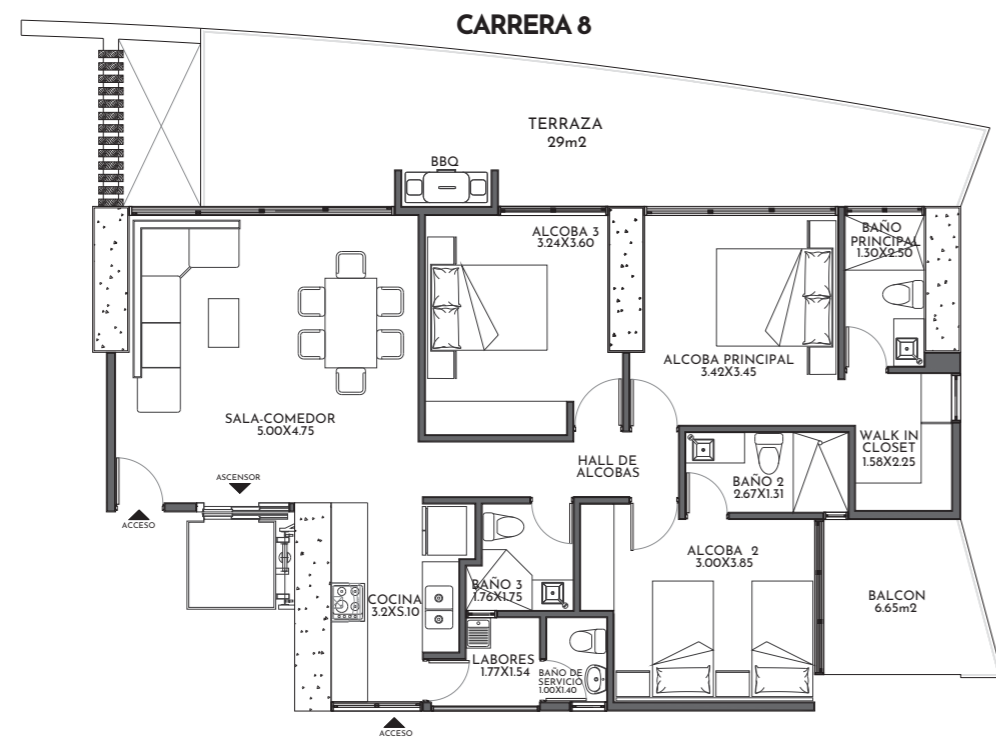 CARRERA 8
TERRAZA
29m2
BBQ
ALCOBA 3
3.24X3.60
BAÑO
PRINCIPAL
1.30X2.50
ALCOBA PRINCIPAL
3.42X3.45
SALA-COMEDOR
5.00X4.75
HALL DE
ALCOBAS
WALK IN
CLOSET
1.58X2.25
BAÑO 2
2.67X1.31
ASCENSOR
ACCESO
ALCOBA 2
3.00X3.85
BAÑO 3
1.76X1.75
COCINA
3.2XS.10
BALCON
6.65m2
LABORES
1.77X1.54
BAÑO DE
SERVICIO
1.00X1.40
ACCESO